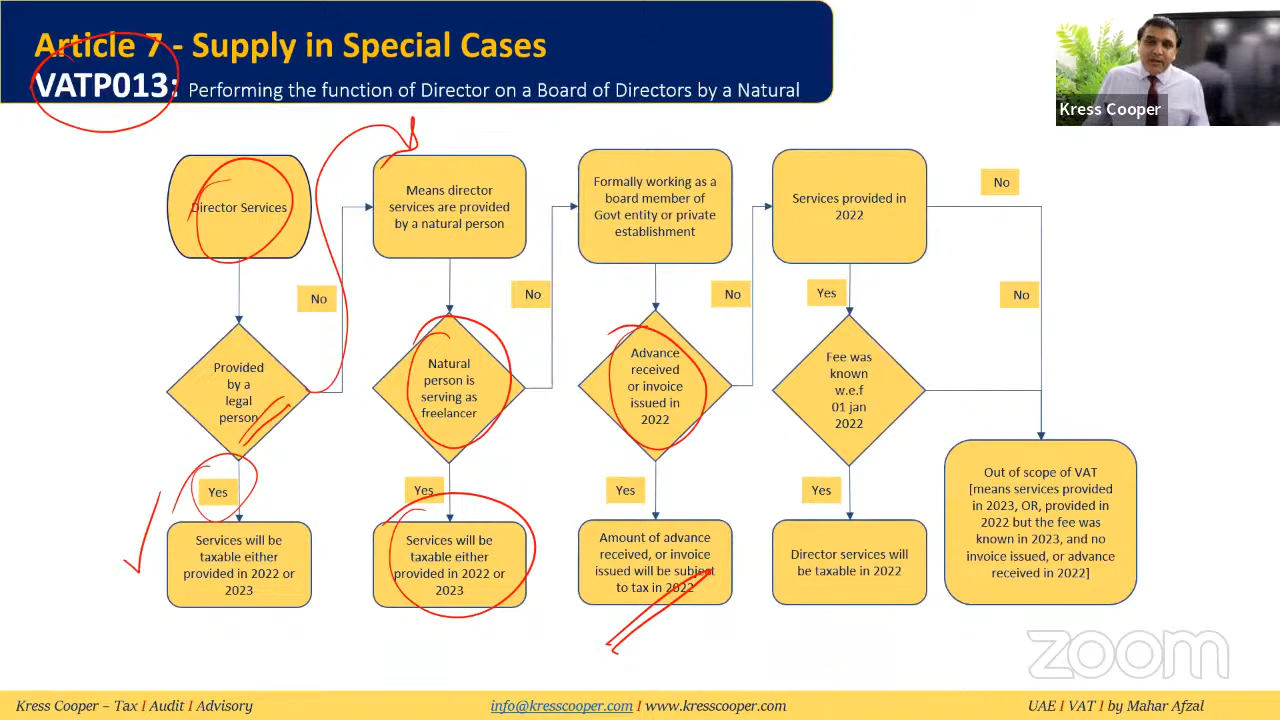 Article 7 - Supply in Special Cases
VATP013: Performing the function of Director on a Board of Directors by a Natural
Kress Cooper
Director Services
No
Provided
by a
legal
person
Yes
Services will be
taxable either
provided in 2022 or
2023
Means director
services are provided
by a natural person
No
Natural
person is
serving as
freelancer
Yes
Services will be
taxable either
provided in 2022 or
2023
Formally working as a
board member of
Govt entity or private
establishment
No
Advance
received
or invoice
issued in
2022
Yes
Amount of advance
received, or invoice
issued will be subject
to tax in 2022
Services provided in
2022
No
Yes
Fee was
known
w.e.f
01 jan
2022
No
Yes
Director services will
be taxable in 2022
Out of scope of VAT
[means services provided
in 2023, OR, provided in
2022 but the fee was
known in 2023, and no
invoice issued, or advance
received in 2022]
zoom
Kress Cooper – Tax I Audit I Advisory
info@kresscooper.com I www.kresscooper.com
UAE I VAT I by Mahar Afzal